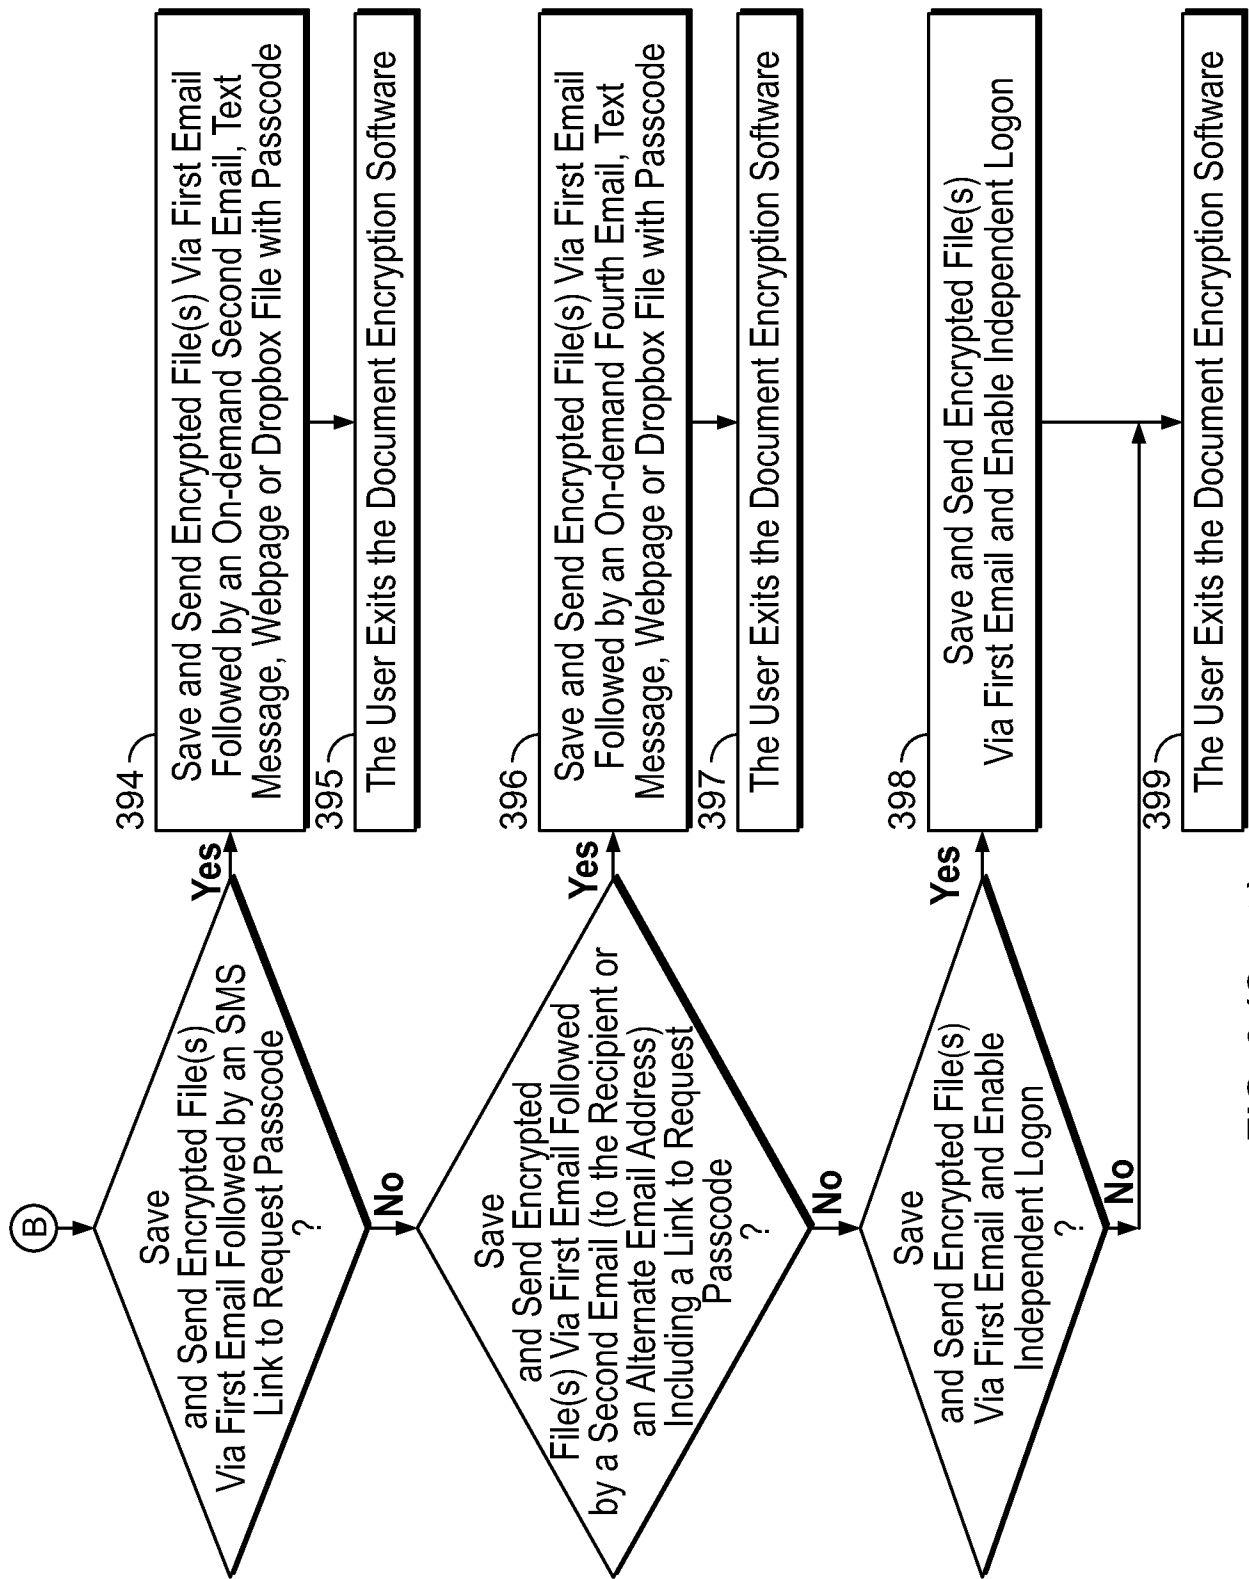 B
Save
and Send Encrypted File(s)
Via First Email Followed by an SMS
Link to Request Passcode
?
Yes
394
Save and Send Encrypted File(s) Via First Email
Followed by an On-demand Second Email, Text
Message, Webpage or Dropbox File with Passcode
395
The User Exits the Document Encryption Software
No
Save
and Send Encrypted
File(s) Via First Email Followed
by a Second Email (to the Recipient or
an Alternate Email Address)
Including a Link to Request
Passcode
?
Yes
396
Save and Send Encrypted File(s) Via First Email
Followed by an On-demand Fourth Email, Text
Message, Webpage or Dropbox File with Passcode
397
The User Exits the Document Encryption Software
No
Save
and Send Encrypted File(s)
Via First Email and Enable
Independent Logon
?
Yes
398
Save and Send Encrypted File(s)
Via First Email and Enable Independent Logon
No
399
The User Exits the Document Encryption Software